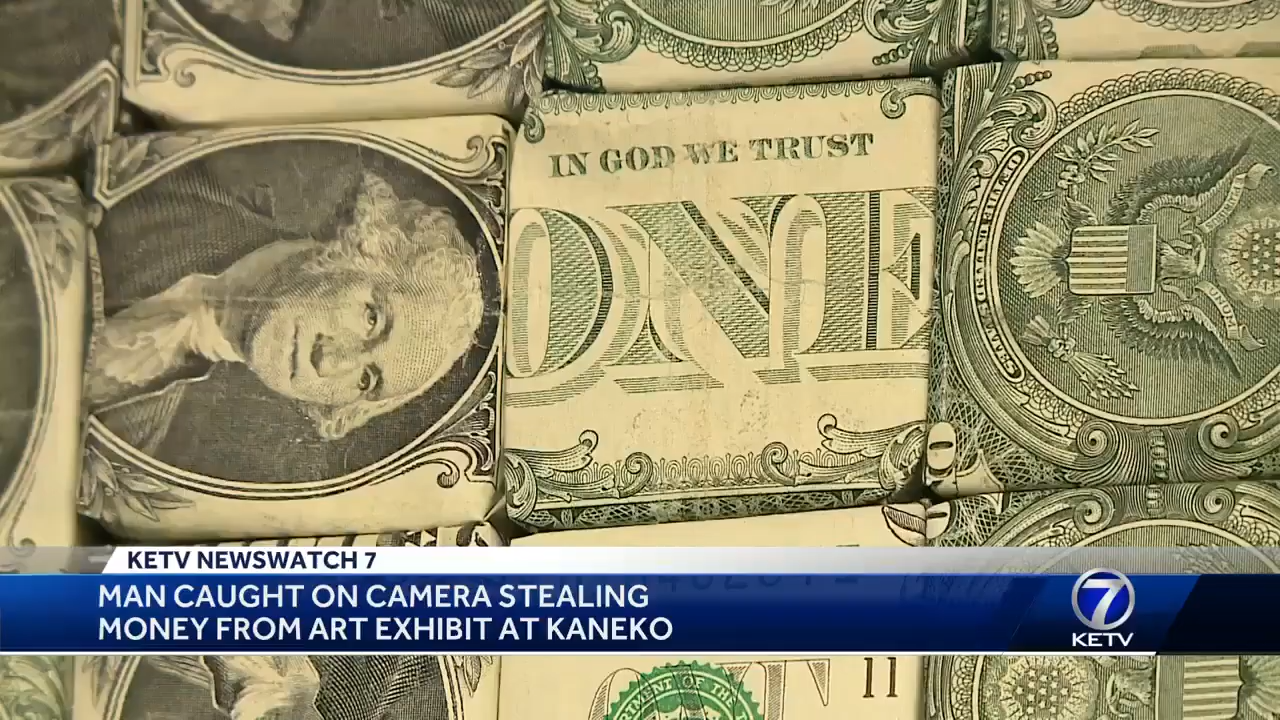 IN GOD WE TRUST
ONE
KETV NEWSWATCH 7
MAN CAUGHT ON CAMERA STEALING
MONEY FROM ART EXHIBIT AT KANEKO
7
KETV
11